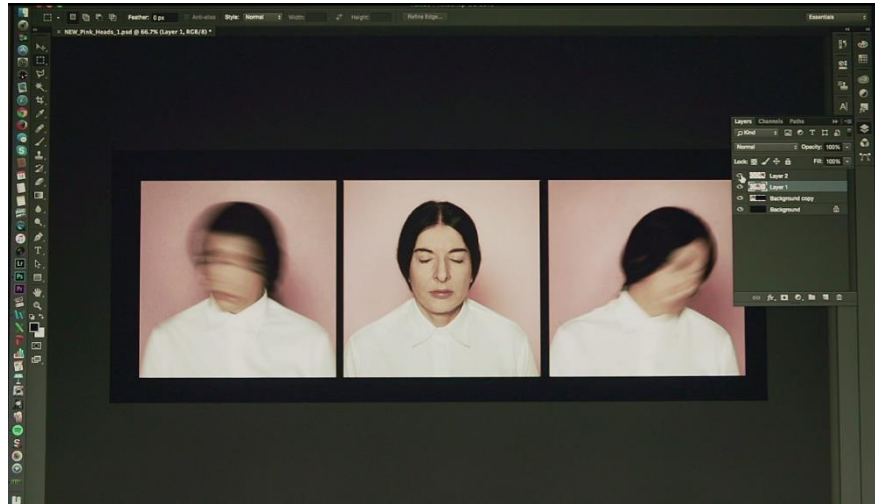 Feather: 0 px Anti-alias Style: Normal Width: Height: Refine Edge... Essentials
× NEW_Pink_Heads_1.psd @ 66.7% (Layer 1, RGB/8) *
Layers Channels Paths
Kind
Normal Opacity: 100%
Lock: Fill: 100%
Layer 2
Layer 1
Background copy
Background